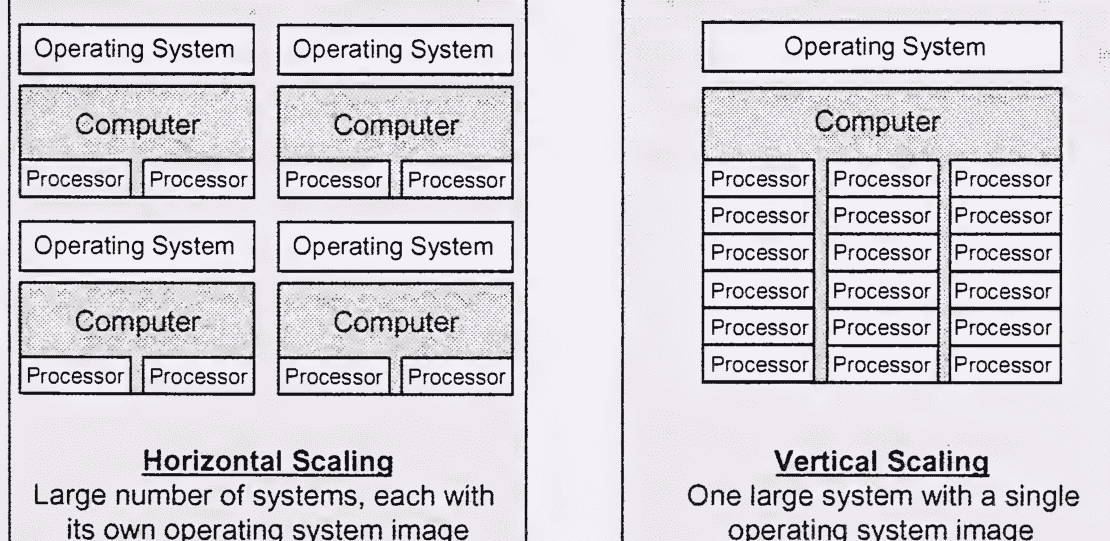 Operating System
Operating System
Computer
Computer
Processor Processor
Processor Processor
Operating System
Operating System
Computer
Computer
Processor Processor
Processor Processor
Horizontal Scaling
Large number of systems, each with
its own operating system image
Operating System
Computer
Processor Processor Processor
Processor Processor Processor
Processor Processor Processor
Processor Processor Processor
Processor Processor Processor
Processor Processor Processor
Vertical Scaling
One large system with a single
operating system image